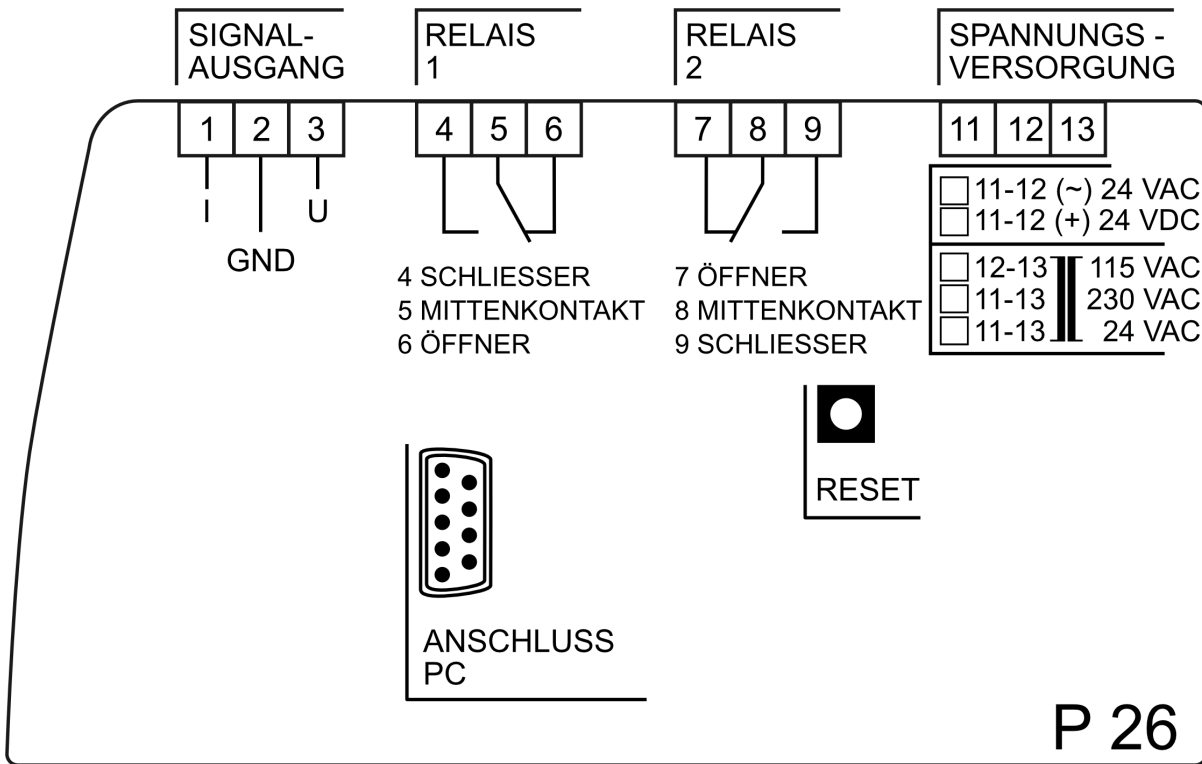 SIGNAL-
AUSGANG
RELAIS
1
RELAIS
2
SPANNUNGS -
VERSORGUNG
1 2 3
4 5 6
7 8 9
11 12 13
I
GND
U
4 SCHLIESSER
5 MITTENKONTAKT
6 ÖFFNER
7 ÖFFNER
8 MITTENKONTAKT
9 SCHLIESSER
11-12 (~) 24 VAC
11-12 (+) 24 VDC
12-13 115 VAC
11-13 230 VAC
11-13 24 VAC
RESET
ANSCHLUSS
PC
P 26